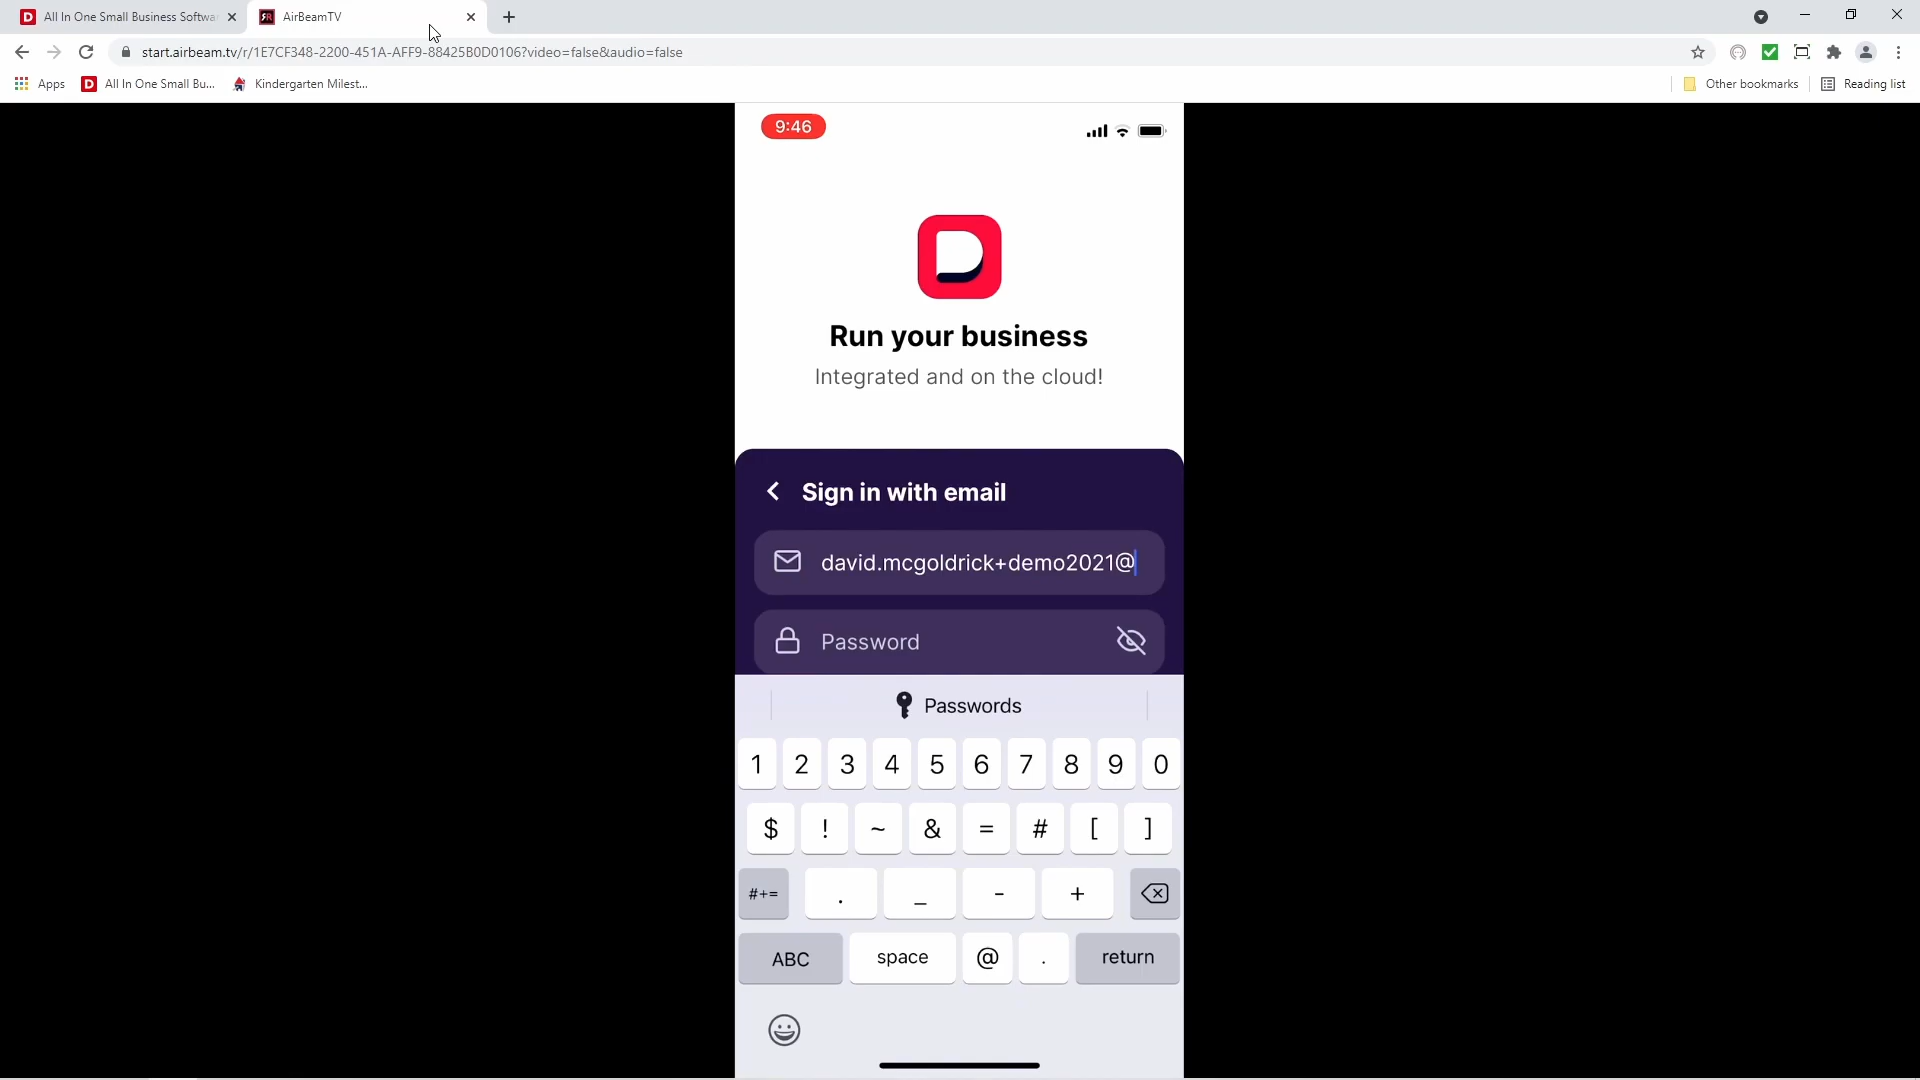 All In One Small Business Softwa
AirBeamTV
start.airbeam.tv/r/1E7CF348-2200-451A-AFF9-88425B0D0106?video=false&audio=false
Apps
All In One Small Bu...
Kindergarten Milest...
Other bookmarks
Reading list
9:46
Run your business
Integrated and on the cloud!
Sign in with email
david.mcgoldrick+demo2021@
Password
Passwords
1 2 3 4 5 6 7 8 9 0
$ ! ~ & = # [ ]
#+= . _ - +
ABC space @ . return